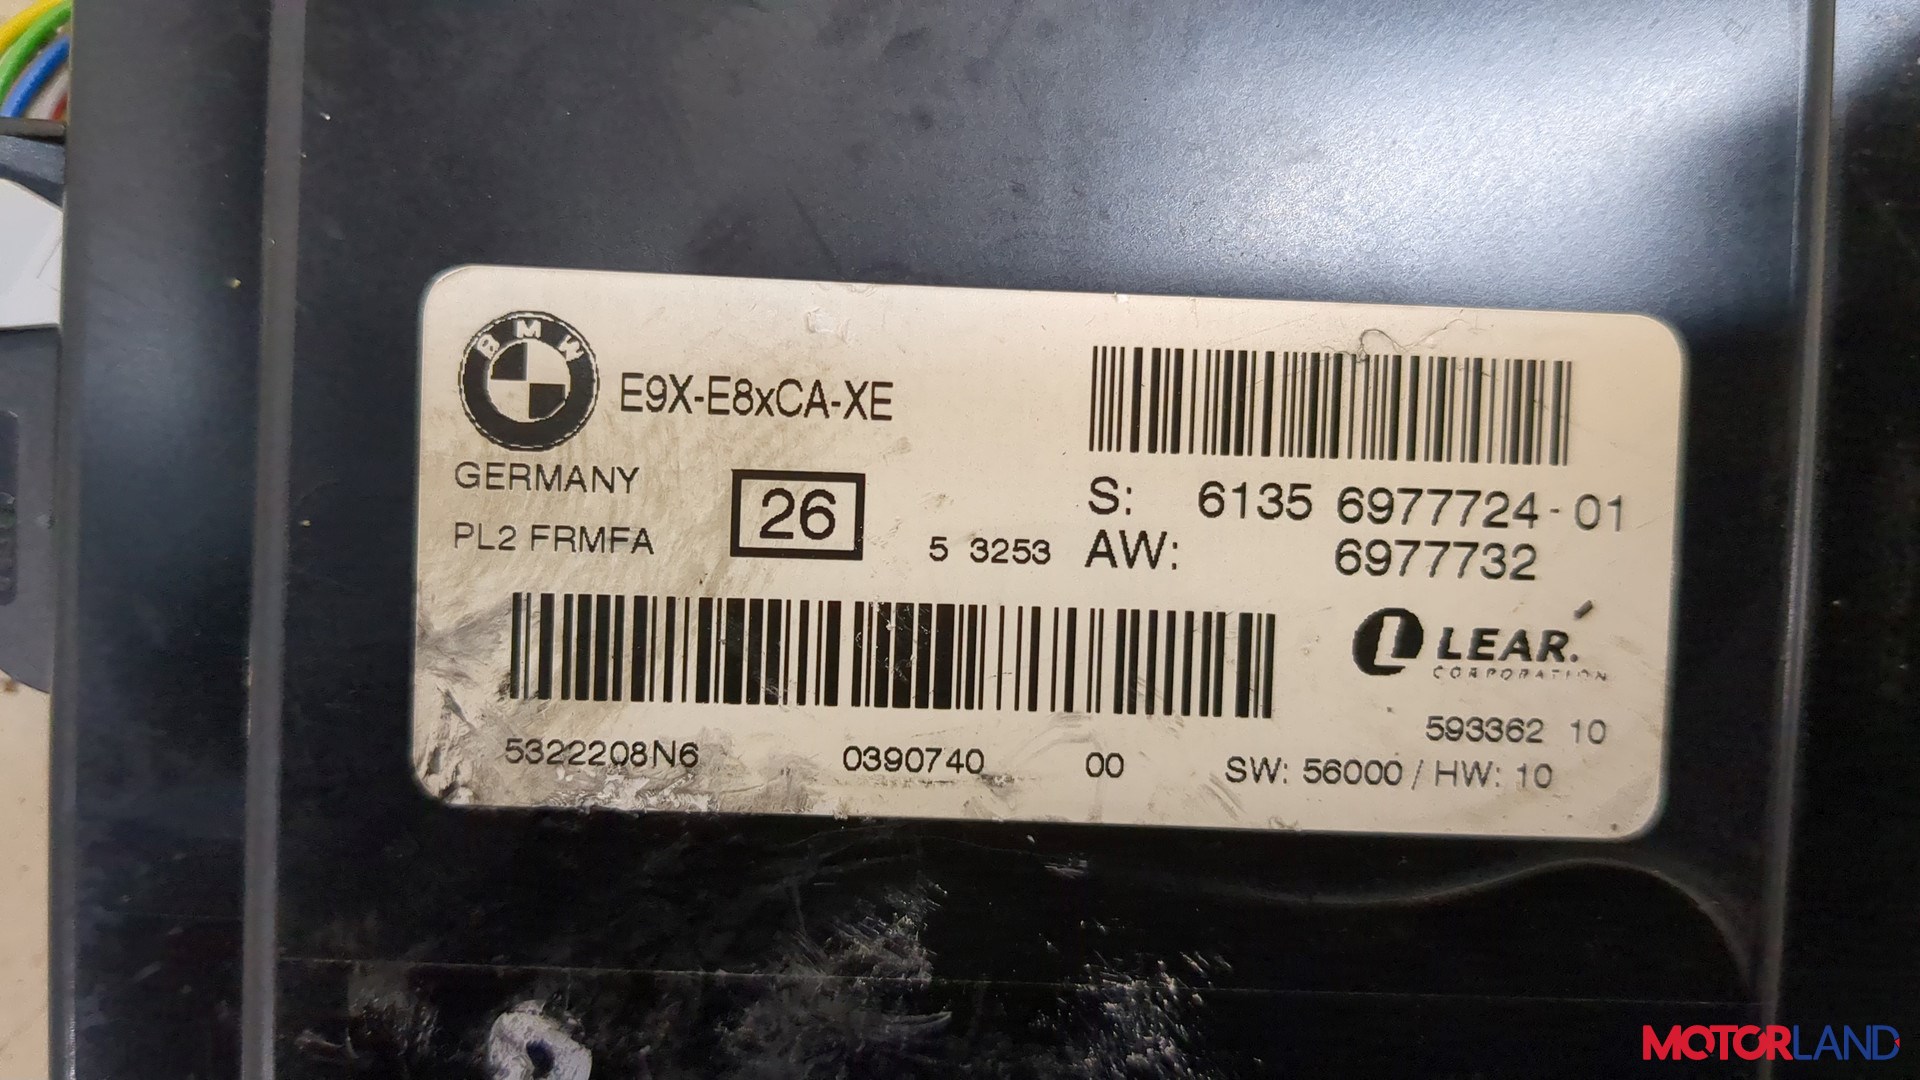 BMW
E9X-E8xCA-XE
GERMANY
PL2 FRMFA
26
5 3253
S: 6135 6977724-01
AW: 6977732
LEAR.
CORPORATION
5322208N6 0390740 00
593362 10
SW: 56000 / HW: 10
MOTORLAND